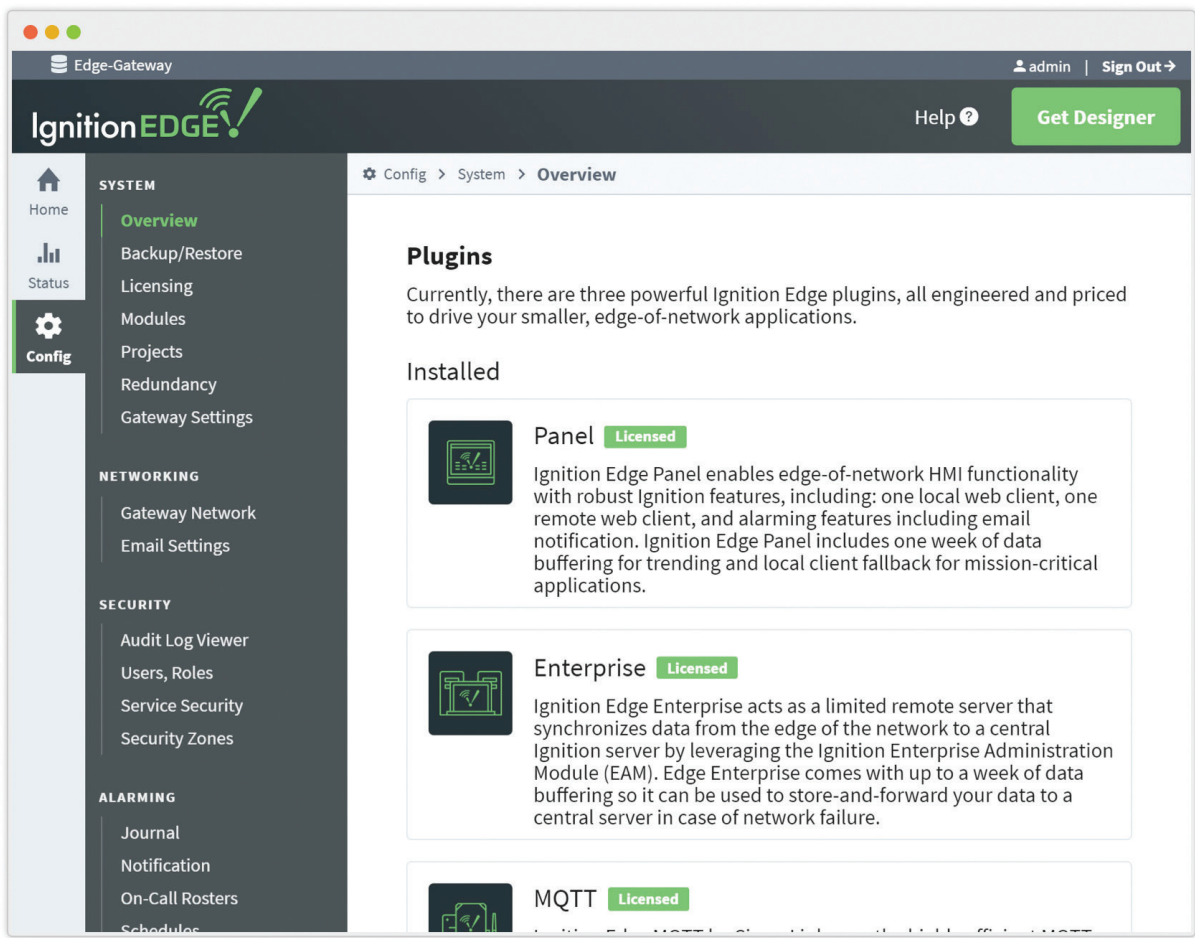 Edge-Gateway
admin | Sign Out
Ignition EDGE!
Help ?
Get Designer
Home
Status
Config
SYSTEM
Overview
Backup/Restore
Licensing
Modules
Projects
Redundancy
Gateway Settings
NETWORKING
Gateway Network
Email Settings
SECURITY
Audit Log Viewer
Users, Roles
Service Security
Security Zones
ALARMING
Journal
Notification
On-Call Rosters
Schedules
Config > System > Overview
Plugins
Currently, there are three powerful Ignition Edge plugins, all engineered and priced
to drive your smaller, edge-of-network applications.
Installed
Panel Licensed
Ignition Edge Panel enables edge-of-network HMI functionality
with robust Ignition features, including: one local web client, one
remote web client, and alarming features including email
notification. Ignition Edge Panel includes one week of data
buffering for trending and local client fallback for mission-critical
applications.
Enterprise Licensed
Ignition Edge Enterprise acts as a limited remote server that
synchronizes data from the edge of the network to a central
Ignition server by leveraging the Ignition Enterprise Administration
Module (EAM). Edge Enterprise comes with up to a week of data
buffering so it can be used to store-and-forward your data to a
central server in case of network failure.
MQTT Licensed